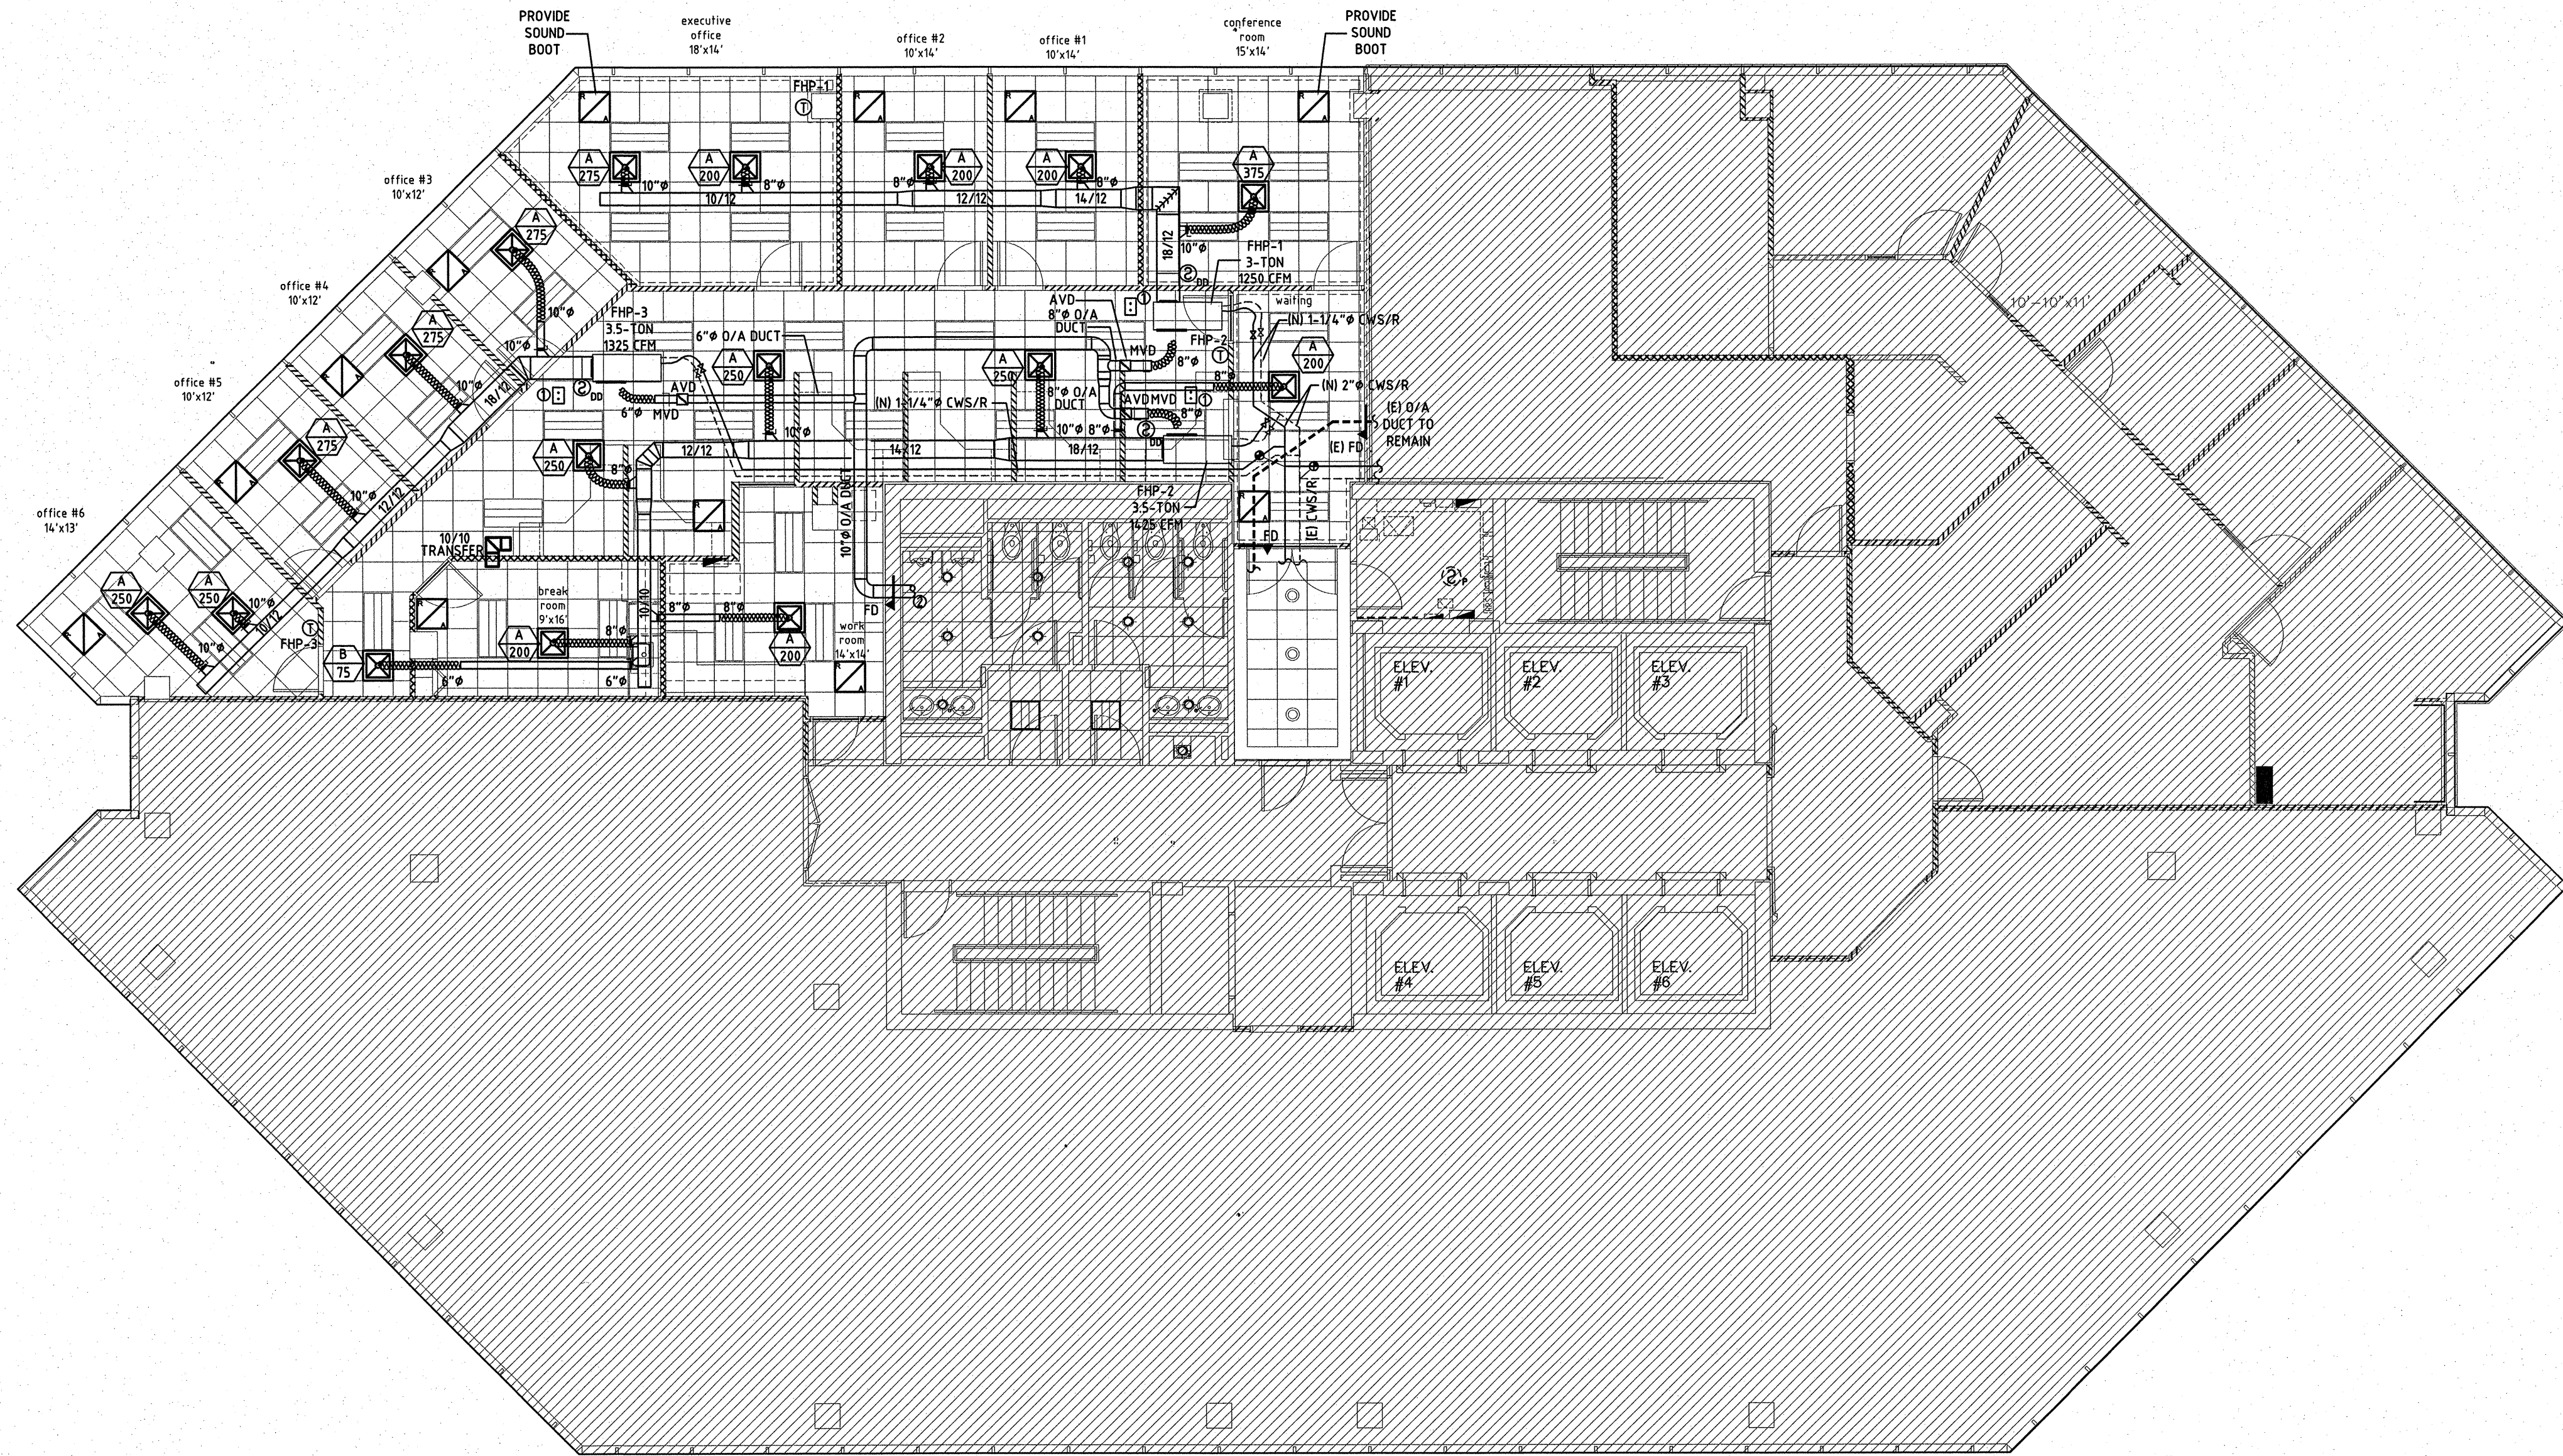 PROVIDE
SOUND
BOOT
executive
office
18'x14'
office #2
10'x14'
office #1
10'x14'
conference
room
15'x14'
PROVIDE
SOUND
BOOT
FHP-1
T
R
A
R
A
R
A
R
A
A
275
A
200
A
200
A
200
A
375
10"ø
8"ø
8"ø
8"ø
10/12
12/12
14/12
18/12
10"ø
office #3
10'x12'
A
275
R
A
office #4
10'x12'
A
275
R
A
10"ø
10"ø
10"ø
18/12
office #5
10'x12'
A
275
R
A
10"ø
12/12
office #6
14'x13'
A
250
A
250
R
A
10"ø
10"ø
10/12
T
FHP-3
FHP-3
3.5-TON
1325 CFM
1
S
DD
6"ø O/A DUCT
AVD
MVD
6"ø
A
250
10"ø
A
250
8"ø
12/12
14/12
18/12
A
250
10"ø
8"ø
8"ø O/A
DUCT
(N) 1-1/4"ø CWS/R
AVD
8"ø O/A
DUCT
MVD
8"ø
AVD
MVD
8"ø
1
S
DD
FHP-1
3-TON
1250 CFM
1
S
DD
FHP-2
T
waiting
(N) 1-1/4"ø CWS/R
A
200
8"ø
(N) 2"ø CWS/R
(E) O/A
DUCT TO
REMAIN
(E) FD
(E) CWS/R
FD
R
A
FHP-2
3.5-TON
1425 CFM
10"ø O/A DUCT
FD
2
R
A
10/10
TRANSFER
10/10
break
room
9'x16'
R
A
A
200
8"ø
B
75
6"ø
6"ø
8"ø
8"ø
A
200
work
room
14'x14'
R
A
S
P
10'-10"x11'
ELEV.
#1
ELEV.
#2
ELEV.
#3
ELEV.
#4
ELEV.
#5
ELEV.
#6